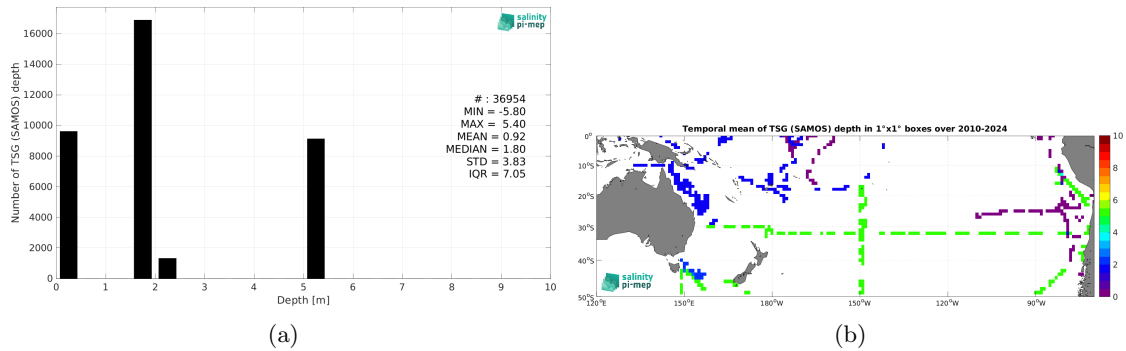 salinity
pi-mep
16000
14000
12000
10000
8000
6000
4000
2000
0
Number of TSG (SAMOS) depth
# : 36954
MIN = -5.80
MAX = 5.40
MEAN = 0.92
MEDIAN = 1.80
STD = 3.83
IQR = 7.05
0 1 2 3 4 5 6 7 8 9 10
Depth [m]
(a)
Temporal mean of TSG (SAMOS) depth in 1°x1° boxes over 2010-2024
0°
10°S
20°S
30°S
40°S
50°S
120°W 150°W 180°W 150°W 120°W 90°W
10
8
6
4
2
0
salinity
pi-mep
(b)